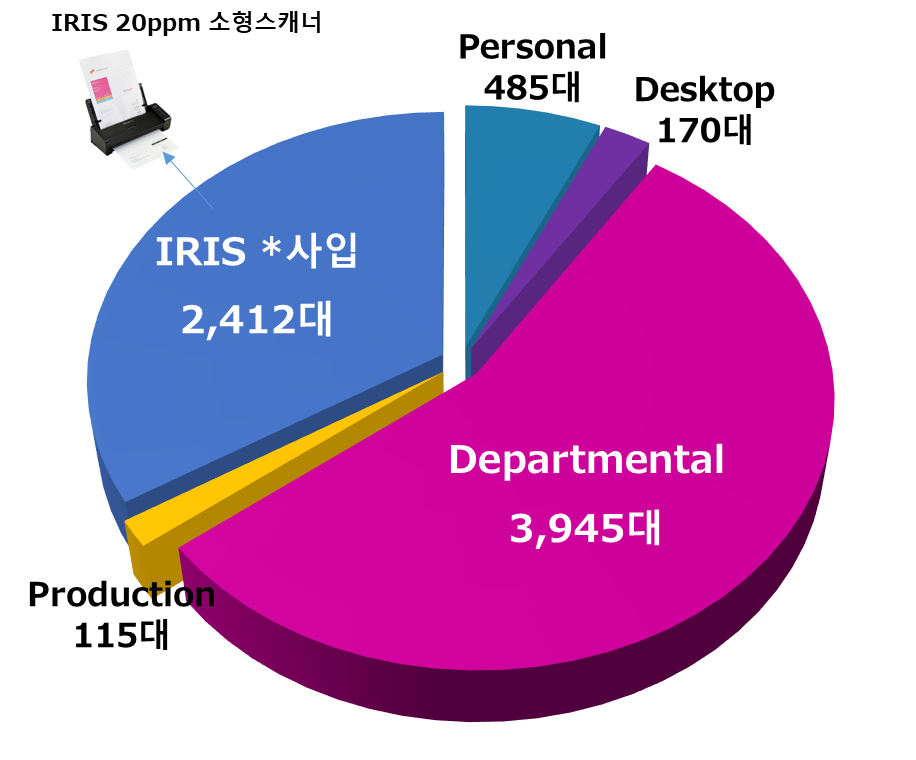 IRIS 20ppm 소형스캐너
Personal
485대
Desktop
170대
IRIS *사입
2,412대
Departmental
3,945대
Production
115대